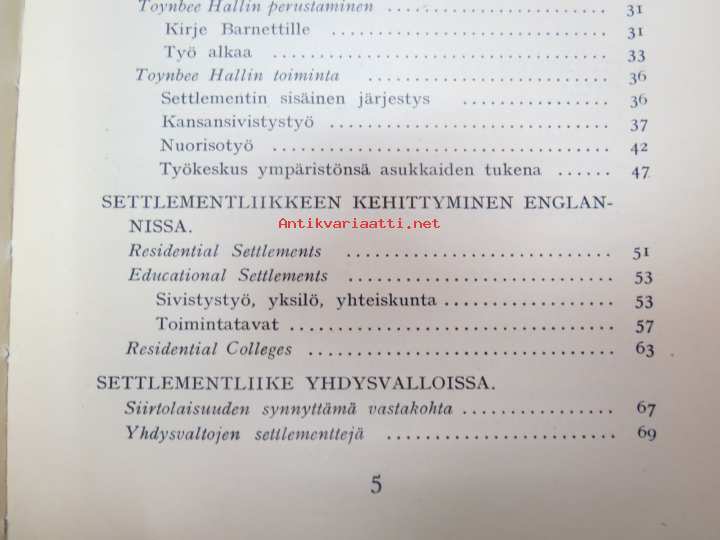 Toynbee Hallin perustaminen .................... 31
Kirje Barnettille .................... 31
Työ alkaa .................... 33
Toynbee Hallin toiminta .................... 36
Settlementin sisäinen järjestys .................... 36
Kansansivistystyö .................... 37
Nuorisotyö .................... 42
Työkeskus ympäristönsä asukkaiden tukena ...... 47
SETTLEMENTLIIKKEEN KEHITTYMINEN ENGLAN-
NISSA.
Antikvariaatti.net
Residential Settlements .................... 51
Educational Settlements .................... 53
Sivistystyö, yksilö, yhteiskunta .................... 53
Toimintatavat .................... 57
Residential Colleges .................... 63
SETTLEMENTLIIKE YHDYSVALLOISSA.
Siirtolaisuuden synnyttämä vastakohta .................... 67
Yhdysvaltojen settlementtejä .................... 69
5